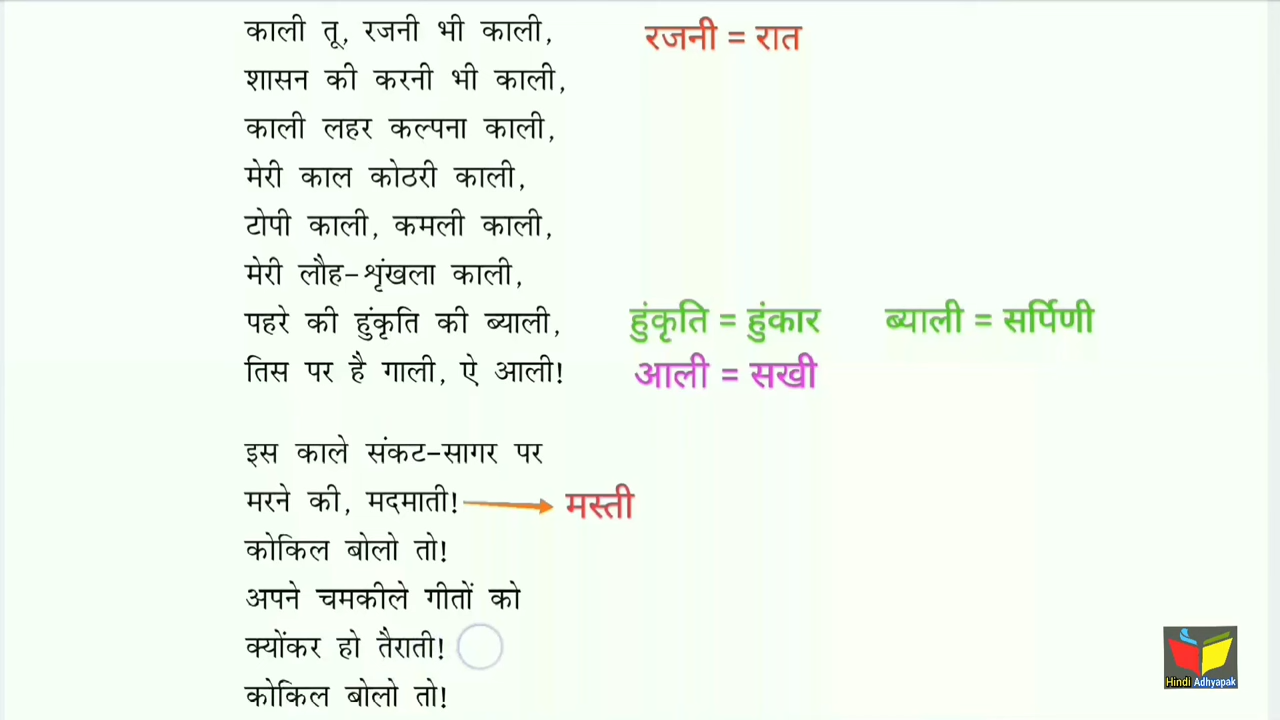 काली तू, रजनी भी काली, रजनी = रात
शासन की करनी भी काली,
काली लहर कल्पना काली,
मेरी काल कोठरी काली,
टोपी काली, कमली काली,
मेरी लौह-शृंखला काली,
पहरे की हुंकृति की ब्याली, हुंकृति = हुंकार ब्याली = सर्पिणी
तिस पर है गाली, ऐ आली! आली = सखी
इस काले संकट-सागर पर
मरने की, मदमाती! मस्ती
कोकिल बोलो तो!
अपने चमकीले गीतों को
क्योंकर हो तैराती!
कोकिल बोलो तो!
Hindi Adhyapak